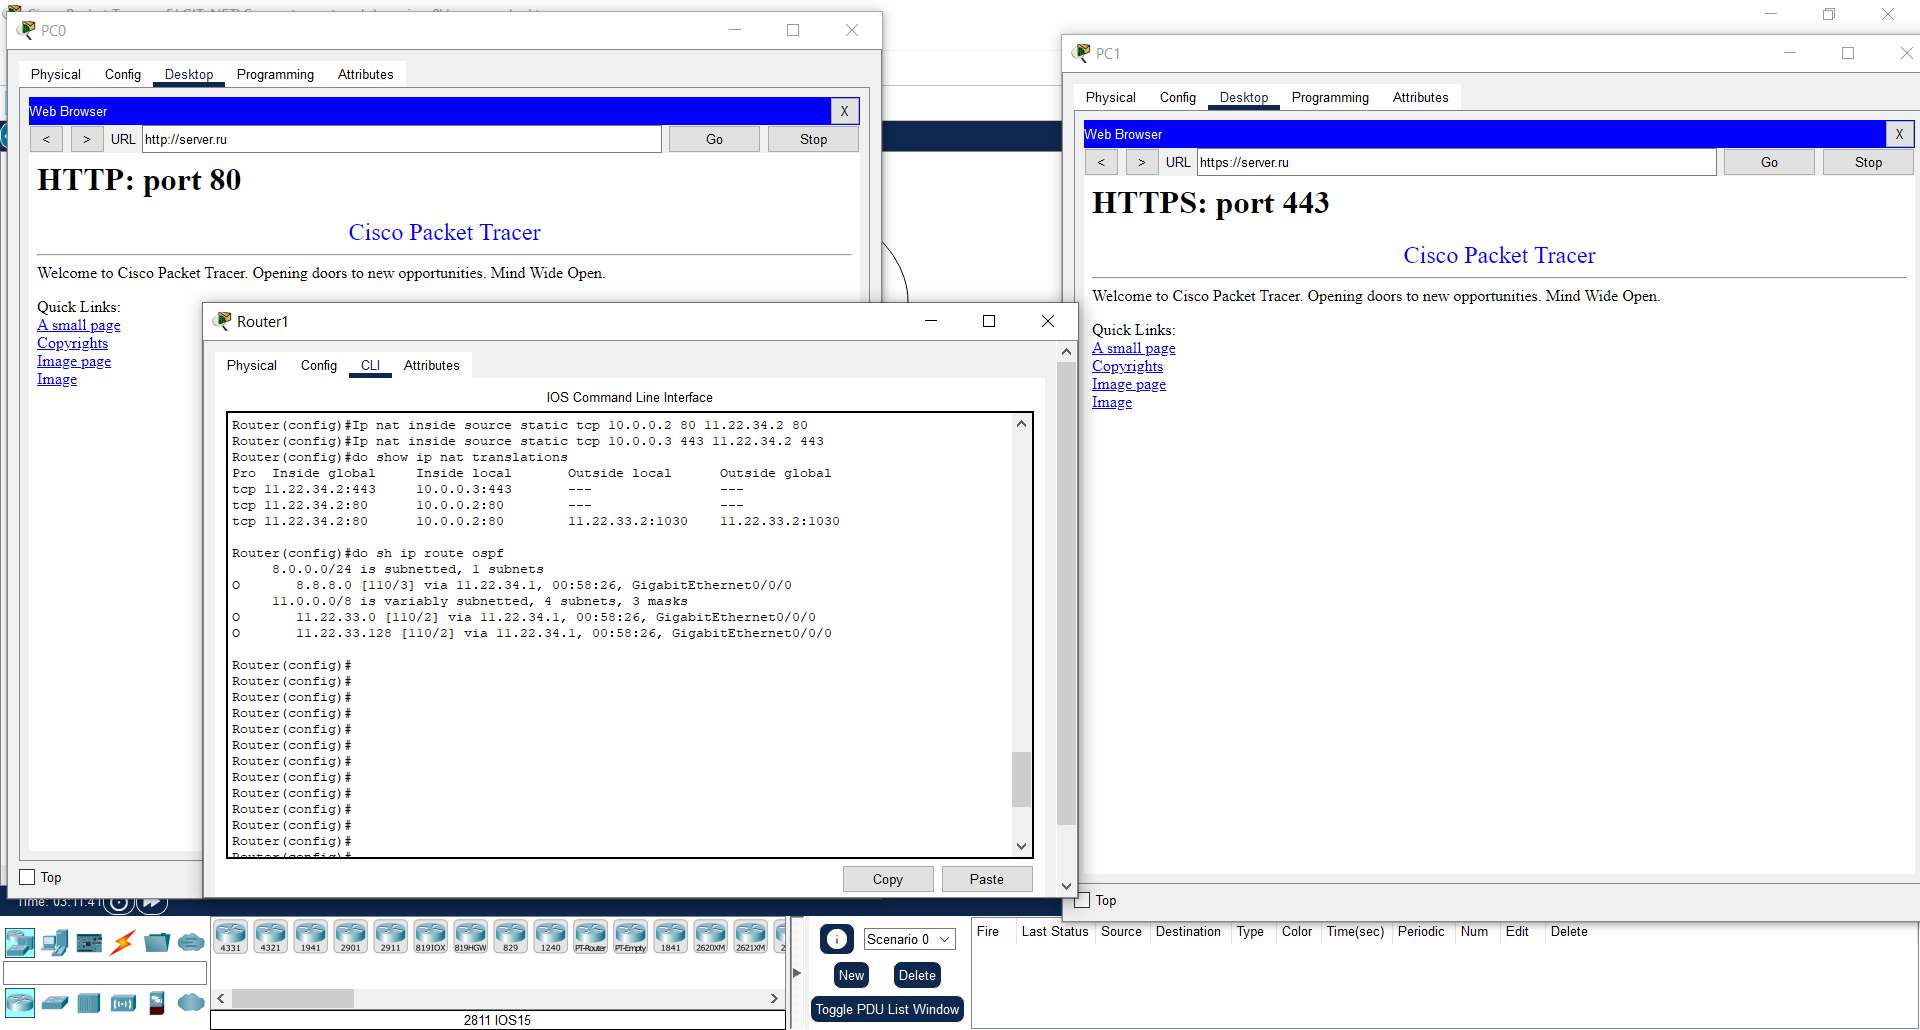 PC0
Physical Config Desktop Programming Attributes
Web Browser X
< > URL http://server.ru Go Stop
HTTP: port 80
Cisco Packet Tracer
Welcome to Cisco Packet Tracer. Opening doors to new opportunities. Mind Wide Open.
Quick Links:
A small page
Copyrights
Image page
Image
Top
PC1
Physical Config Desktop Programming Attributes
Web Browser X
< > URL https://server.ru Go Stop
HTTPS: port 443
Cisco Packet Tracer
Welcome to Cisco Packet Tracer. Opening doors to new opportunities. Mind Wide Open.
Quick Links:
A small page
Copyrights
Image page
Image
Top
Router1
Physical Config CLI Attributes
IOS Command Line Interface
Router(config)#Ip nat inside source static tcp 10.0.0.2 80 11.22.34.2 80
Router(config)#Ip nat inside source static tcp 10.0.0.3 443 11.22.34.2 443
Router(config)#do show ip nat translations
Pro  Inside global     Inside local       Outside local      Outside global
tcp 11.22.34.2:443     10.0.0.3:443       ---                ---
tcp 11.22.34.2:80      10.0.0.2:80        ---                ---
tcp 11.22.34.2:80      10.0.0.2:80        11.22.33.2:1030    11.22.33.2:1030
Router(config)#do sh ip route ospf
8.0.0.0/24 is subnetted, 1 subnets
O       8.8.8.0 [110/3] via 11.22.34.1, 00:58:26, GigabitEthernet0/0/0
11.0.0.0/8 is variably subnetted, 4 subnets, 3 masks
O       11.22.33.0 [110/2] via 11.22.34.1, 00:58:26, GigabitEthernet0/0/0
O       11.22.33.128 [110/2] via 11.22.34.1, 00:58:26, GigabitEthernet0/0/0
Router(config)#
Router(config)#
Router(config)#
Router(config)#
Router(config)#
Router(config)#
Router(config)#
Router(config)#
Router(config)#
Router(config)#
Router(config)#
Router(config)#
Router(config)#
Copy Paste
Time: 03:11:41
4331 4321 1941 2901 2911 819IOX 819HGW 829 1240 PT-Router PT-Empty 1841 2620XM 2621XM
2811 IOS15
Scenario 0
New Delete
Toggle PDU List Window
Fire Last Status Source Destination Type Color Time(sec) Periodic Num Edit Delete